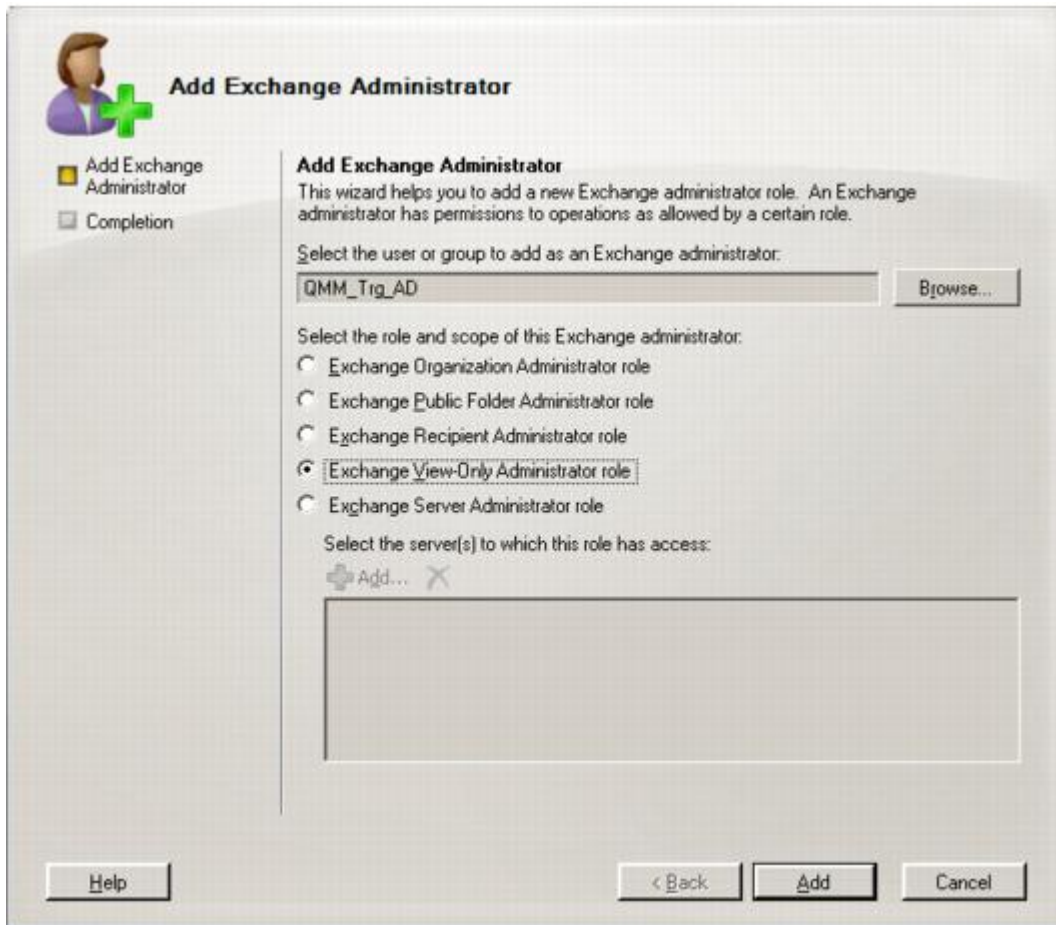 Add Exchange Administrator
Add Exchange
Administrator
Completion
Add Exchange Administrator
This wizard helps you to add a new Exchange administrator role. An Exchange
administrator has permissions to operations as allowed by a certain role.
Select the user or group to add as an Exchange administrator:
QMM_Trg_AD
Browse...
Select the role and scope of this Exchange administrator:
Exchange Organization Administrator role
Exchange Public Folder Administrator role
Exchange Recipient Administrator role
Exchange View-Only Administrator role
Exchange Server Administrator role
Select the server(s) to which this role has access:
Add...
Help
< Back
Add
Cancel